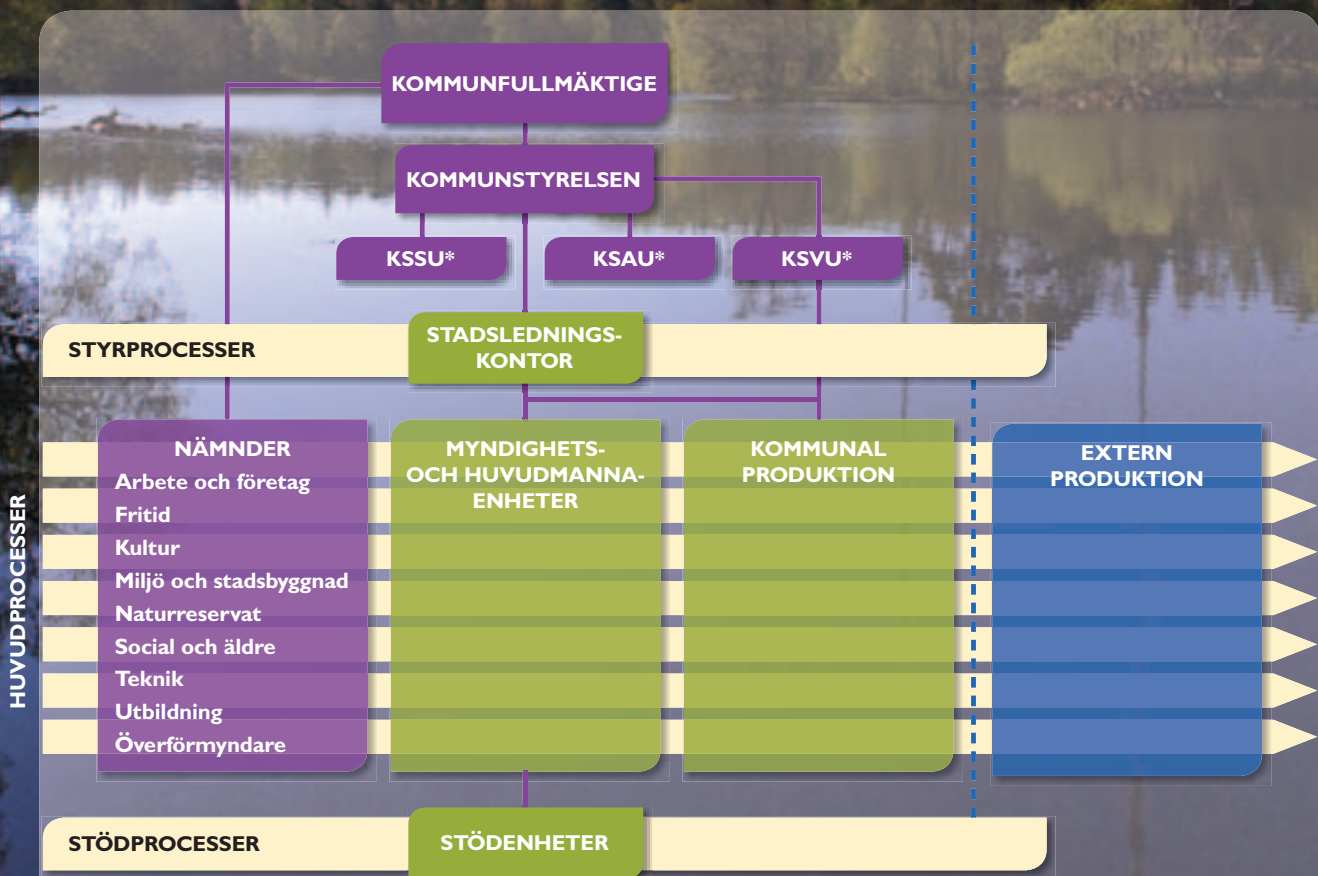 KOMMUNFULLMÄKTIGE
KOMMUNSTYRELSEN
KSSU*
KSAU*
KSVU*
STYRPROCESSER
STADSLEDNINGS-
KONTOR
HUVUDPROCESSER
NÄMNDER
Arbete och företag
Fritid
Kultur
Miljö och stadsbyggnad
Naturreservat
Social och äldre
Teknik
Utbildning
Överförmyndare
MYNDIGHETS-
OCH HUVUDMANNA-
ENHETER
KOMMUNAL
PRODUKTION
EXTERN
PRODUKTION
STÖDPROCESSER
STÖDENHETER